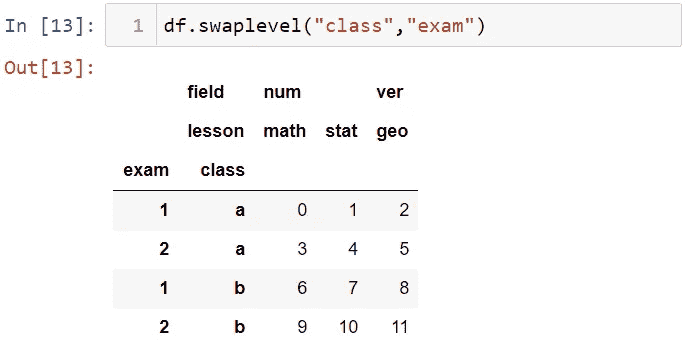 In [13]: 1 df.swaplevel("class","exam")
Out[13]:
field num ver
lesson math stat geo
exam class
1 a 0 1 2
2 a 3 4 5
1 b 6 7 8
2 b 9 10 11